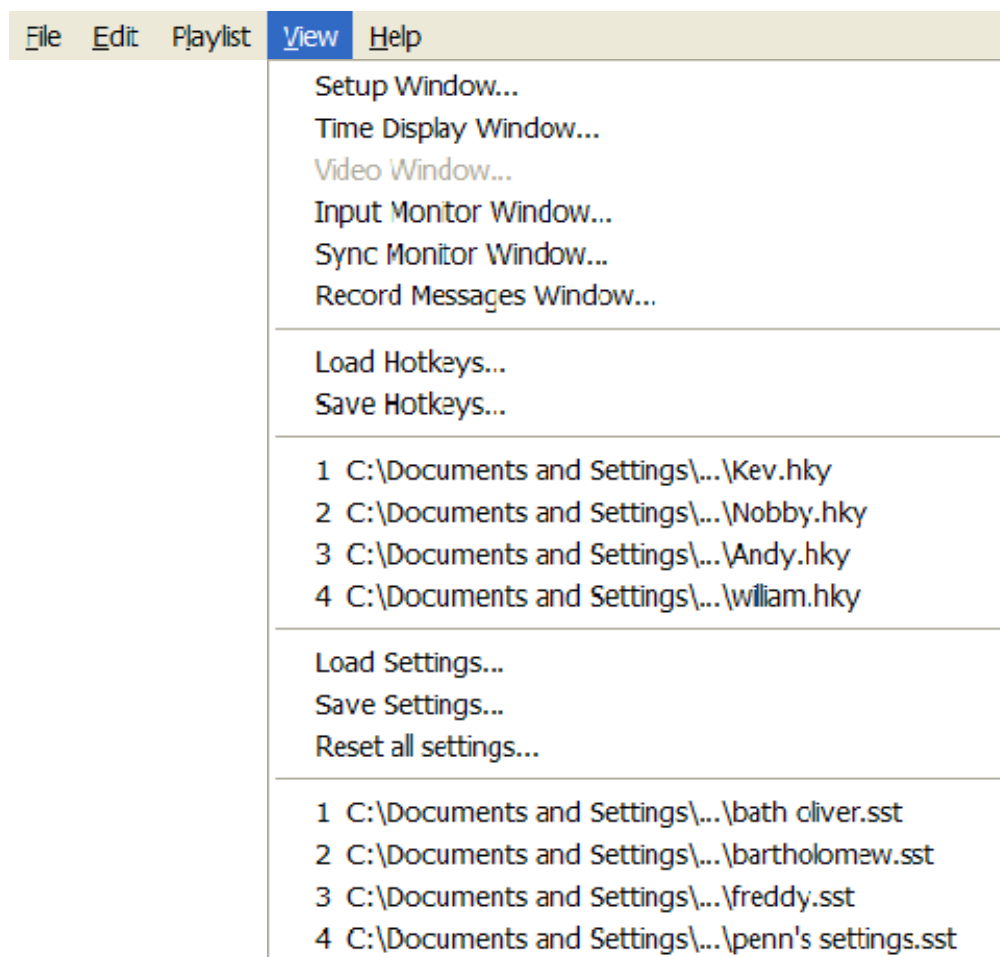 File Edit Playlist View Help
Setup Window...
Time Display Window...
Video Window...
Input Monitor Window...
Sync Monitor Window...
Record Messages Window...
Load Hotkeys...
Save Hotkeys...
1 C:\Documents and Settings\...\Kev.hky
2 C:\Documents and Settings\...\Nobby.hky
3 C:\Documents and Settings\...\Andy.hky
4 C:\Documents and Settings\...\william.hky
Load Settings...
Save Settings...
Reset all settings...
1 C:\Documents and Settings\...\bath oliver.sst
2 C:\Documents and Settings\...\bartholomew.sst
3 C:\Documents and Settings\...\freddy.sst
4 C:\Documents and Settings\...\penn's settings.sst